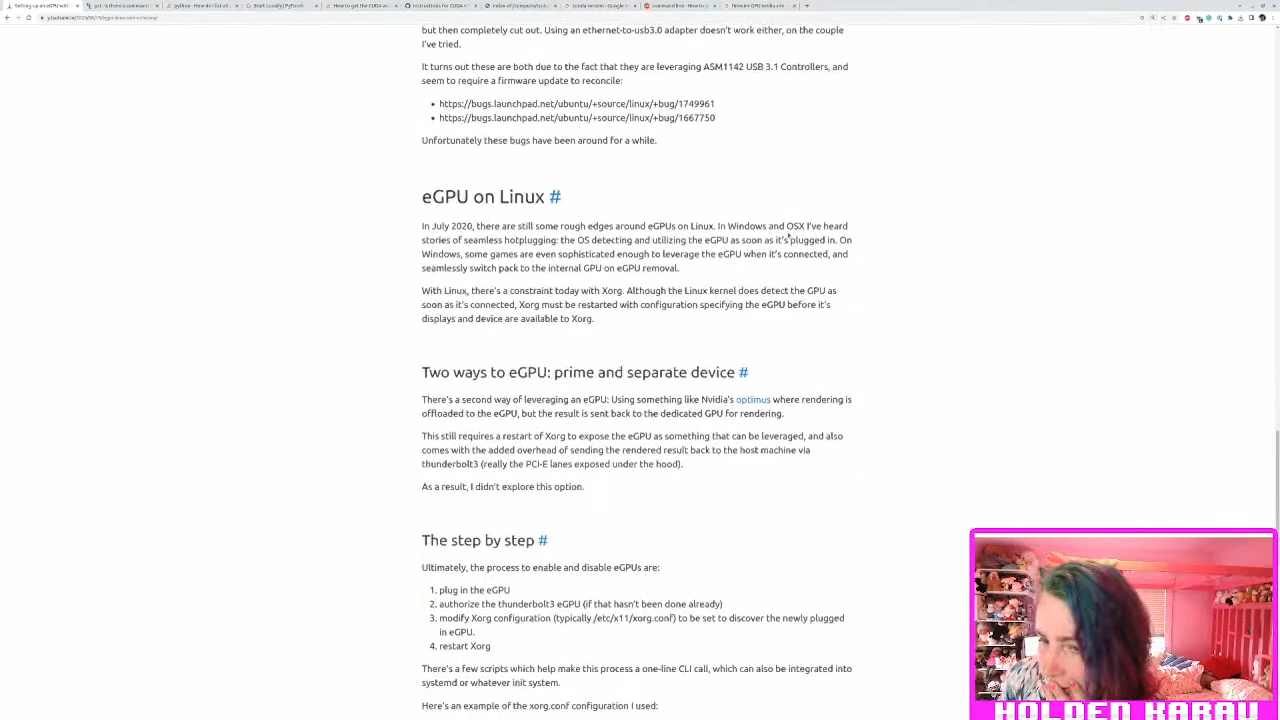 Setting up an eGPU with
python - How do I list all
Start Locally | PyTorch
How to get the CUDA
but then completely cut out. Using an ethernet-to-usb3.0 adapter doesn't work either, on the couple
I've tried.
It turns out these are both due to the fact that they are leveraging ASM1142 USB 3.1 Controllers, and
seem to require a firmware update to reconcile:
• https://bugs.launchpad.net/ubuntu/+source/linux/+bug/1749961
• https://bugs.launchpad.net/ubuntu/+source/linux/+bug/1667750
Unfortunately these bugs have been around for a while.
eGPU on Linux #
In July 2020, there are still some rough edges around eGPUs on Linux. In Windows and OSX I've heard
stories of seamless hotplugging: the OS detecting and utilizing the eGPU as soon as it's plugged in. On
Windows, some games are even sophisticated enough to leverage the eGPU when it's connected, and
seamlessly switch pack to the internal GPU on eGPU removal.
With Linux, there's a constraint today with Xorg. Although the Linux kernel does detect the GPU as
soon as it's connected, Xorg must be restarted with configuration specifying the eGPU before it's
displays and device are available to Xorg.
Two ways to eGPU: prime and separate device #
There's a second way of leveraging an eGPU: Using something like Nvidia's optimus where rendering is
offloaded to the eGPU, but the result is sent back to the dedicated GPU for rendering.
This still requires a restart of Xorg to expose the eGPU as something that can be leveraged, and also
comes with the added overhead of sending the rendered result back to the host machine via
thunderbolt3 (really the PCI-E lanes exposed under the hood).
As a result, I didn't explore this option.
The step by step #
Ultimately, the process to enable and disable eGPUs are:
1. plug in the eGPU
2. authorize the thunderbolt3 eGPU (if that hasn't been done already)
3. modify Xorg configuration (typically /etc/x11/xorg.conf) to be set to discover the newly plugged
in eGPU.
4. restart Xorg
There's a few scripts which help make this process a one-line CLI call, which can also be integrated into
systemd or whatever init system.
Here's an example of the xorg.conf configuration I used:
HOLDEN KARAU